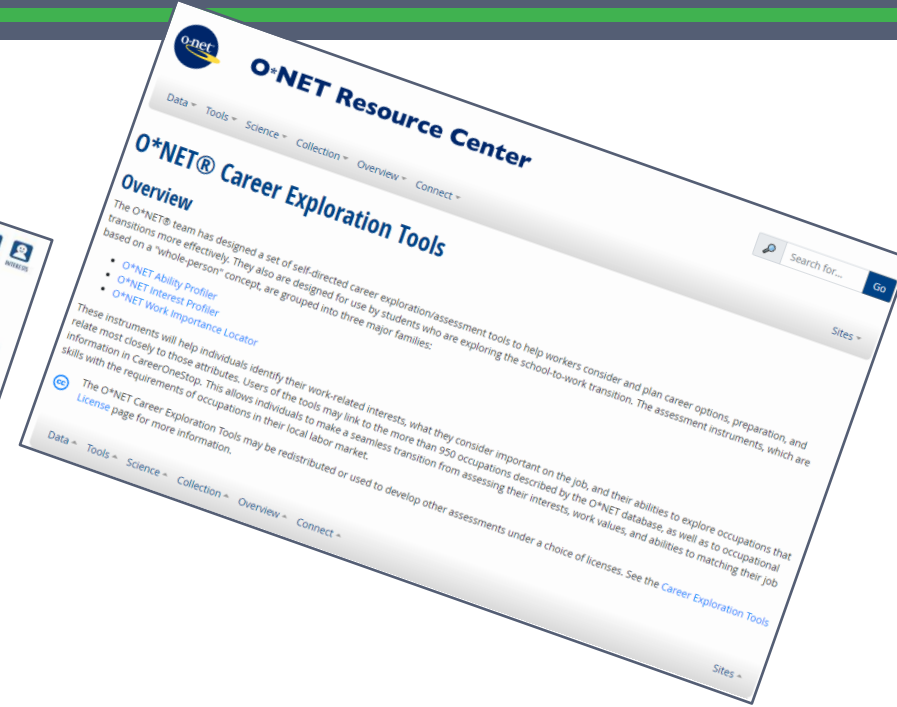 o·net
O*NET Resource Center
Data
Tools
Science
Collection
Overview
Connect
Search for...
Go
Sites
INTERESTS
O*NET® Career Exploration Tools
Overview
The O*NET® team has designed a set of self-directed career exploration/assessment tools to help workers consider and plan career options, preparation, and
transitions more effectively. They also are designed for use by students who are exploring the school-to-work transition. The assessment instruments, which are
based on a "whole-person" concept, are grouped into three major families:
• O*NET Ability Profiler
• O*NET Interest Profiler
• O*NET Work Importance Locator
These instruments will help individuals identify their work-related interests, what they consider important on the job, and their abilities to explore occupations that
relate most closely to those attributes. Users of the tools may link to the more than 950 occupations described by the O*NET database, as well as to occupational
information in CareerOneStop. This allows individuals to make a seamless transition from assessing their interests, work values, and abilities to matching their job
skills with the requirements of occupations in their local labor market.
cc
The O*NET Career Exploration Tools may be redistributed or used to develop other assessments under a choice of licenses. See the Career Exploration Tools
License page for more information.
Data
Tools
Science
Collection
Overview
Connect
Sites